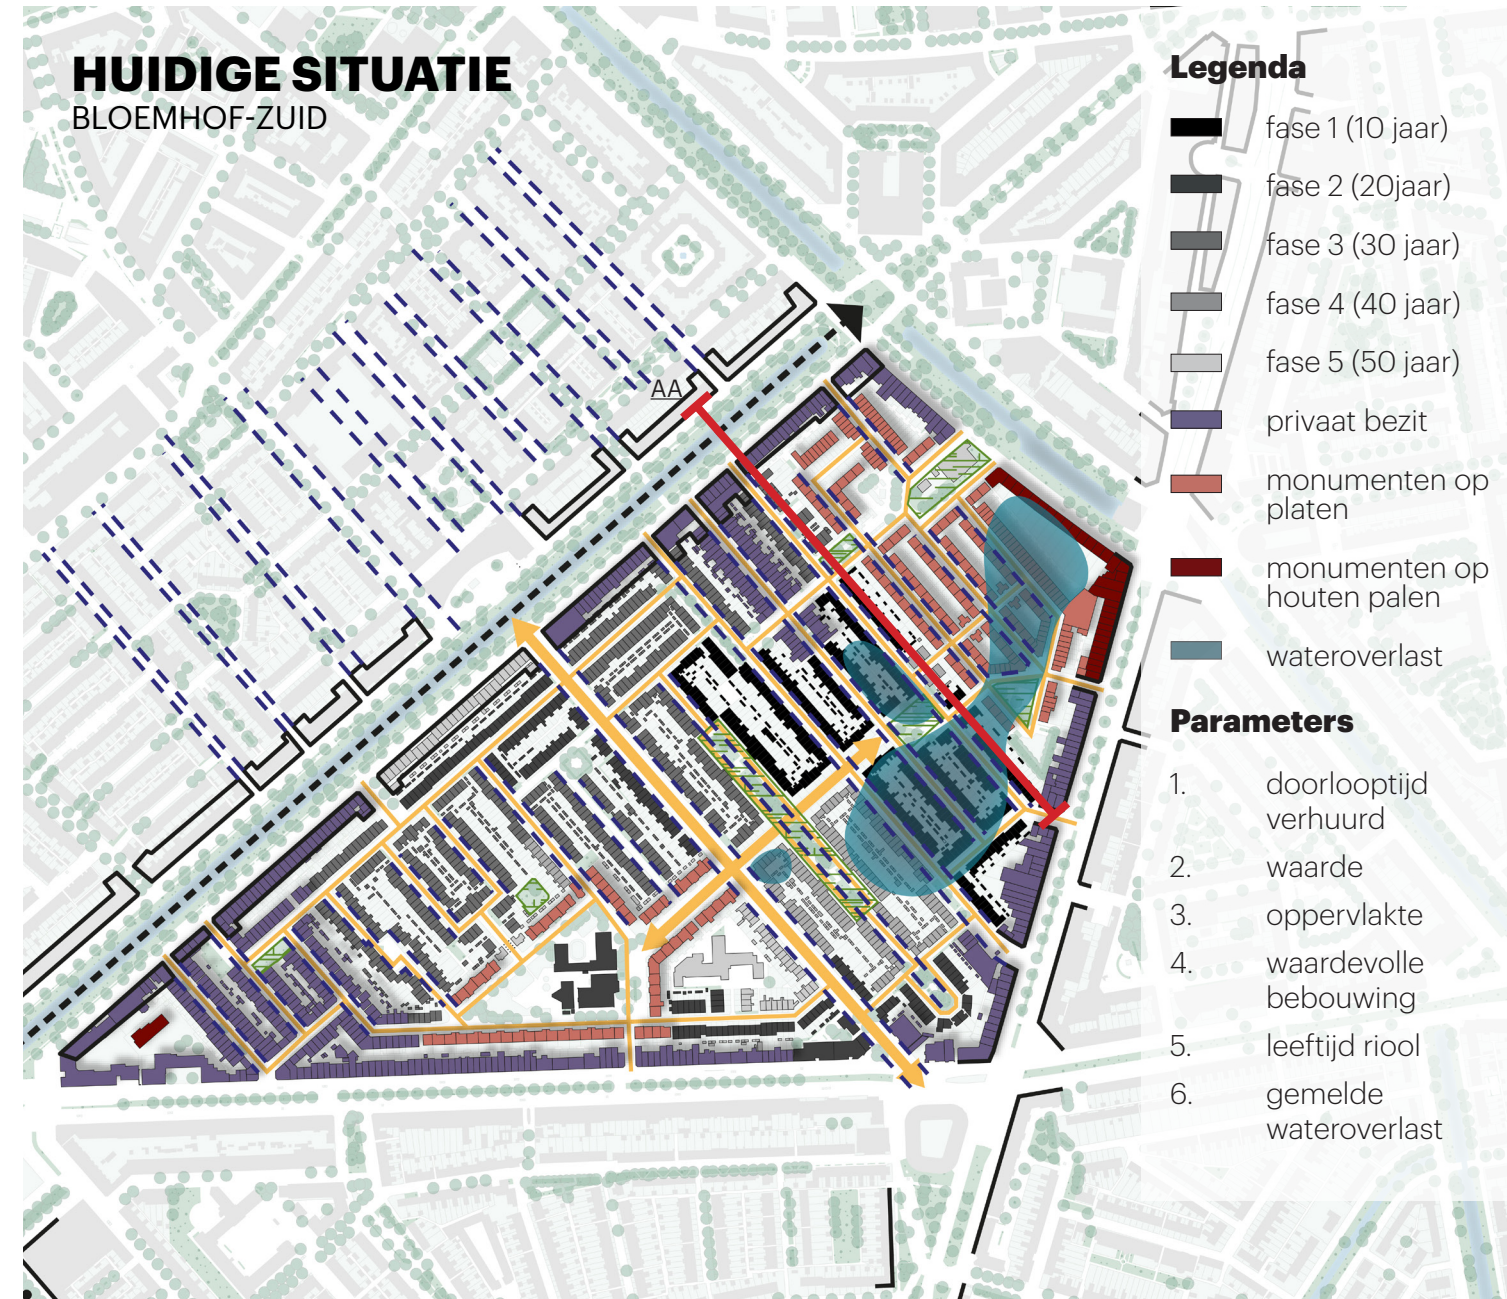 HUIDIGE SITUATIE
BLOEMHOF-ZUID
AA
Legenda
fase 1 (10 jaar)
fase 2 (20jaar)
fase 3 (30 jaar)
fase 4 (40 jaar)
fase 5 (50 jaar)
privaat bezit
monumenten op
platen
monumenten op
houten palen
wateroverlast
Parameters
1. doorlooptijd
verhuurd
2. waarde
3. oppervlakte
4. waardevolle
bebouwing
5. leeftijd riool
6. gemelde
wateroverlast